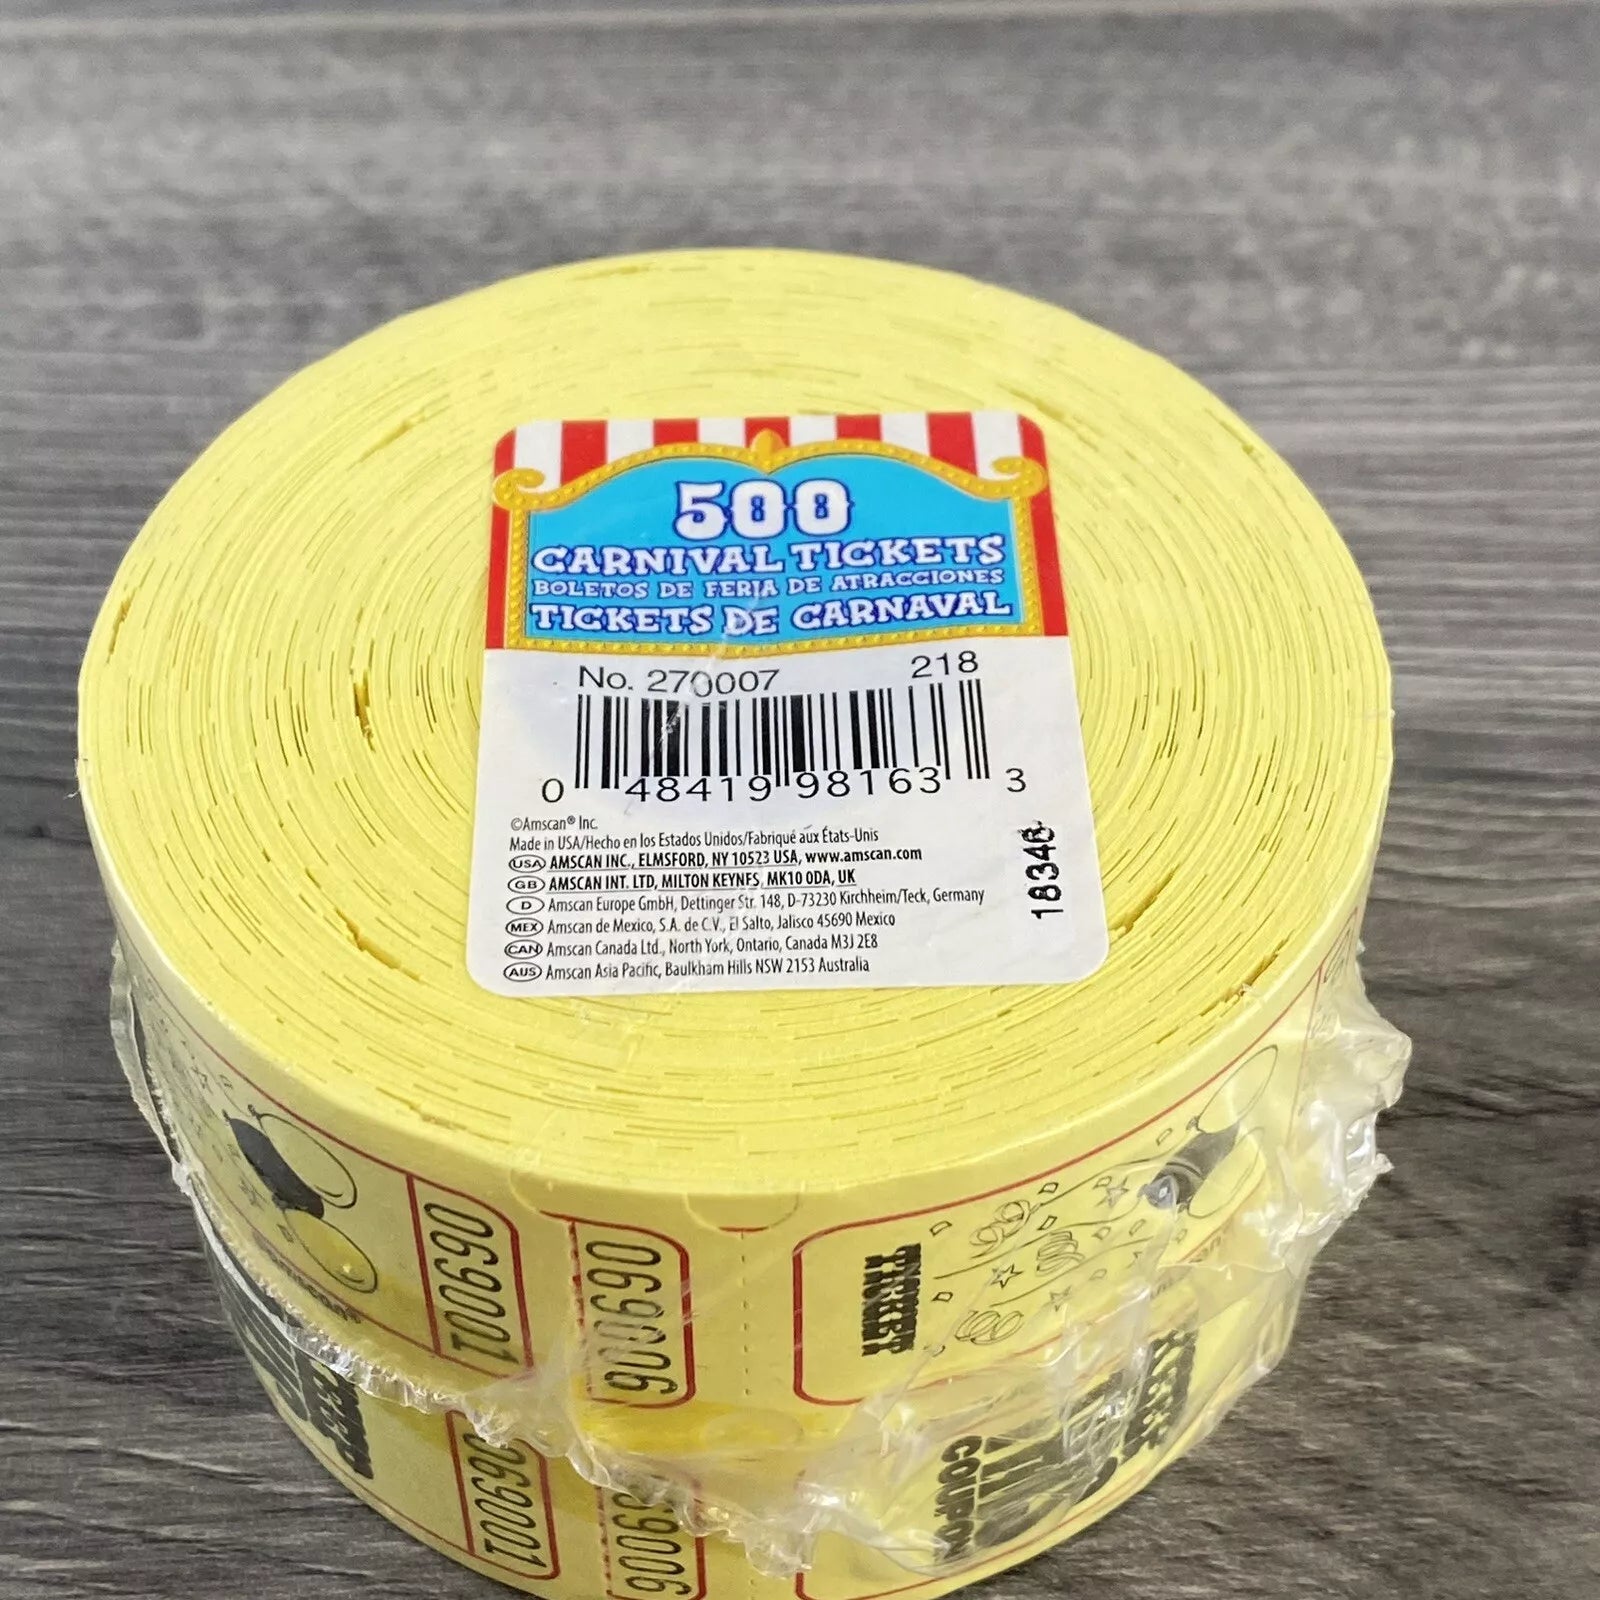 500
CARNIVAL TICKETS
BOLETOS DE FERIA DE ATRACCIONES
TICKETS DE CARNAVAL
No. 270007 218
0 48419 98163 3
©Amscan® Inc.
Made in USA/Hecho en los Estados Unidos/Fabriqué aux États-Unis
USA AMSCAN INC., ELMSFORD, NY 10523 USA, www.amscan.com
GB AMSCAN INT. LTD, MILTON KEYNES, MK10 0DA, UK
D Amscan Europe GmbH, Dettinger Str. 148, D-73230 Kirchheim/Teck, Germany
MEX Amscan de Mexico, S.A. de C.V., El Salto, Jalisco 45690 Mexico
CAN Amscan Canada Ltd., North York, Ontario, Canada M3J 2E8
AUS Amscan Asia Pacific, Baulkham Hills NSW 2153 Australia
18346
TICKET
COUPON